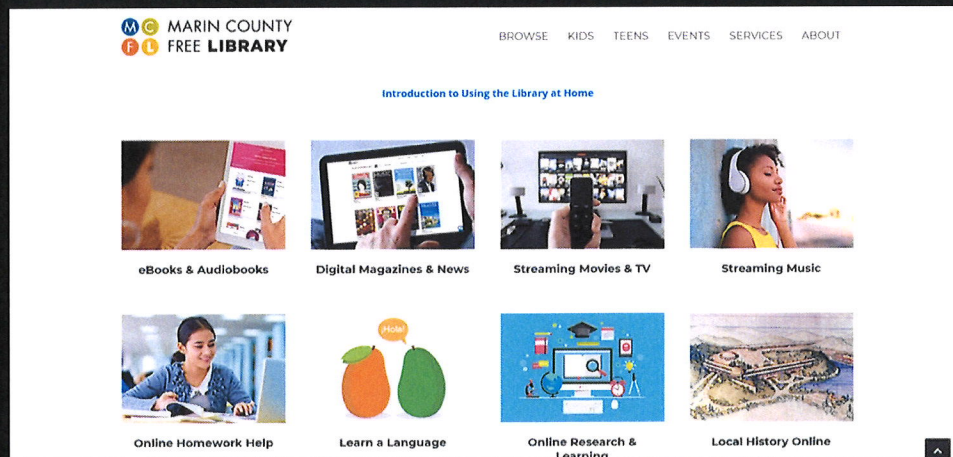 M C
MARIN COUNTY
F L
FREE LIBRARY
BROWSE KIDS TEENS EVENTS SERVICES ABOUT
Introduction to Using the Library at Home
eBooks & Audiobooks
Digital Magazines & News
Streaming Movies & TV
Streaming Music
¡Hola!
Online Homework Help
Learn a Language
Online Research &
Learning
Local History Online